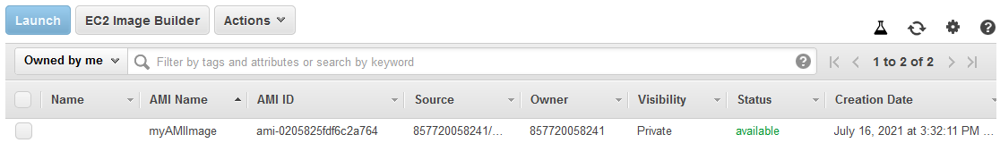 Launch EC2 Image Builder Actions
Owned by me Filter by tags and attributes or search by keyword 1 to 2 of 2
Name AMI Name AMI ID Source Owner Visibility Status Creation Date
myAMIImage ami-0205825fdf6c2a764 857720058241/... 857720058241 Private available July 16, 2021 at 3:32:11 PM ...